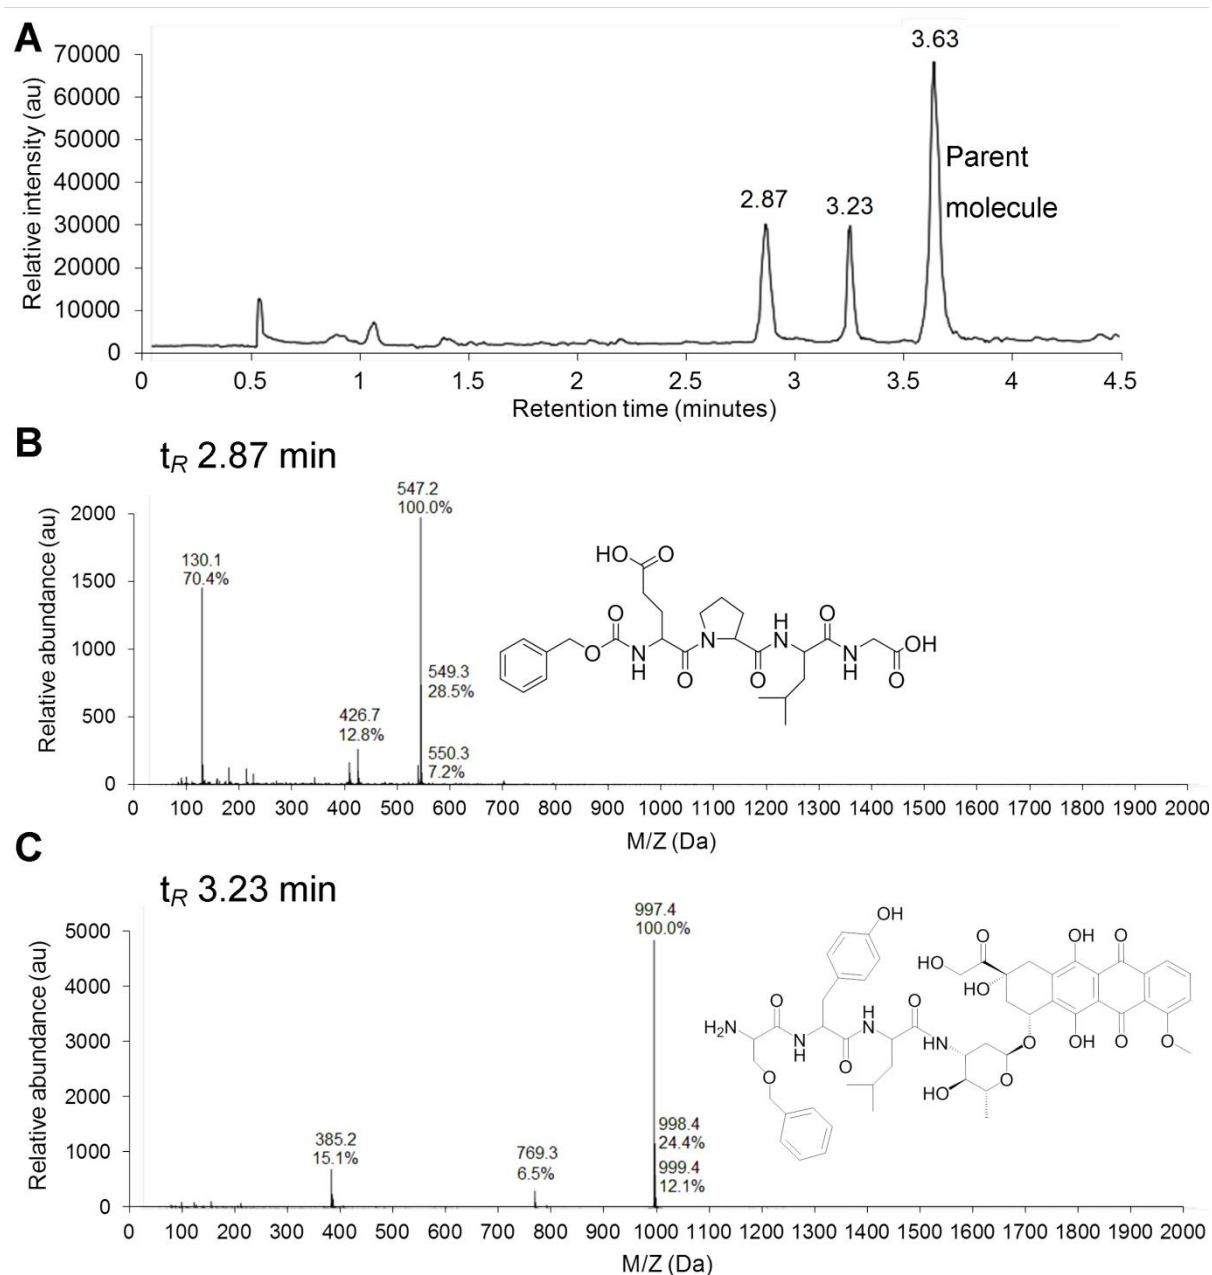 A
3.63
70000
60000
50000
40000
30000
20000
10000
0
Relative intensity (au)
Parent
molecule
2.87
3.23
0 0.5 1 1.5 2 2.5 3 3.5 4 4.5
Retention time (minutes)
B
tR 2.87 min
2000
1500
1000
500
0
Relative abundance (au)
547.2
100.0%
130.1
70.4%
549.3
28.5%
426.7
12.8%
550.3
7.2%
HO
O
O
O
N
H
O
N
O
H
N
O
N
H
O
OH
0 100 200 300 400 500 600 700 800 900 1000 1100 1200 1300 1400 1500 1600 1700 1800 1900 2000
M/Z (Da)
C
tR 3.23 min
5000
4000
3000
2000
1000
0
Relative abundance (au)
997.4
100.0%
998.4
24.4%
999.4
12.1%
385.2
15.1%
769.3
6.5%
OH
O
HO
HO
OH
O
O
H2N
O
N
H
O
H
N
O
N
H
O
O
OH
O
O
HO
O
0 100 200 300 400 500 600 700 800 900 1000 1100 1200 1300 1400 1500 1600 1700 1800 1900 2000
M/Z (Da)